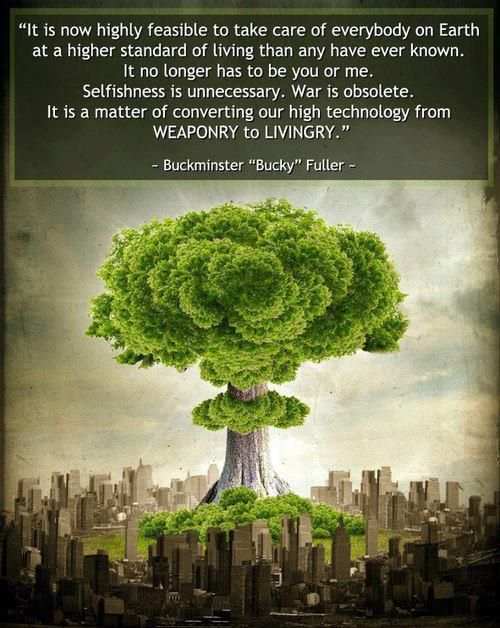 “It is now highly feasible to take care of everybody on Earth
at a higher standard of living than any have ever known.
It no longer has to be you or me.
Selfishness is unnecessary. War is obsolete.
It is a matter of converting our high technology from
WEAPONRY to LIVINGRY.”
~ Buckminster “Bucky” Fuller ~